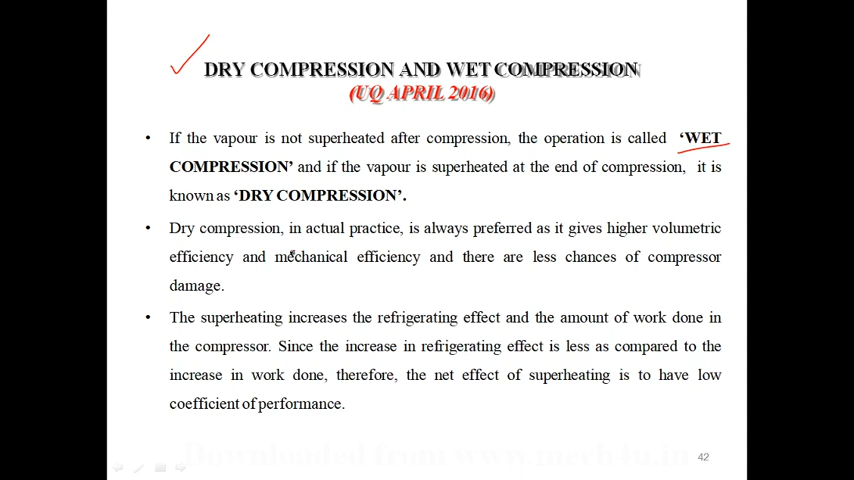 DRY COMPRESSION AND WET COMPRESSION
(UQ APRIL 2016)
• If the vapour is not superheated after compression, the operation is called 'WET
COMPRESSION' and if the vapour is superheated at the end of compression, it is
known as 'DRY COMPRESSION'.
• Dry compression, in actual practice, is always preferred as it gives higher volumetric
efficiency and mechanical efficiency and there are less chances of compressor
damage.
• The superheating increases the refrigerating effect and the amount of work done in
the compressor. Since the increase in refrigerating effect is less as compared to the
increase in work done, therefore, the net effect of superheating is to have low
coefficient of performance.
Downloaded from www.mech4u.in
42